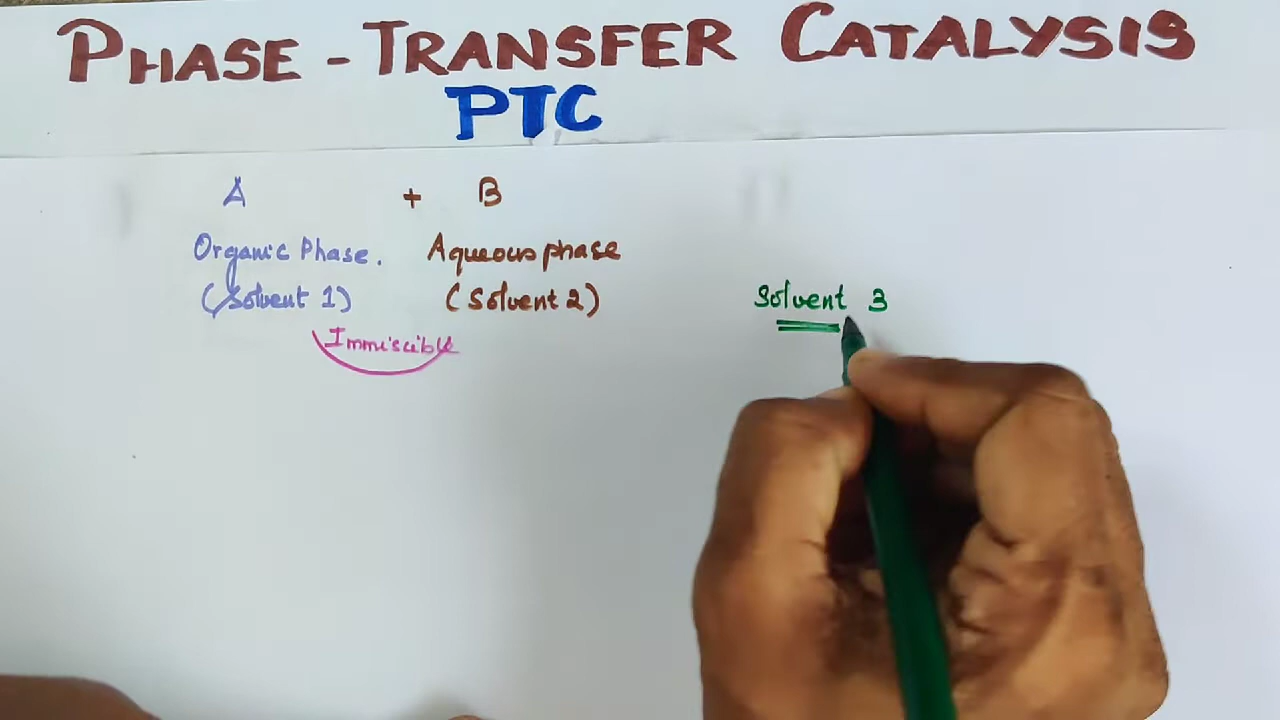 PHASE - TRANSFER CATALYSIS
PTC
A + B
Organic Phase. Aqueous phase
(Solvent 1) (Solvent 2) Solvent 3
Immiscible